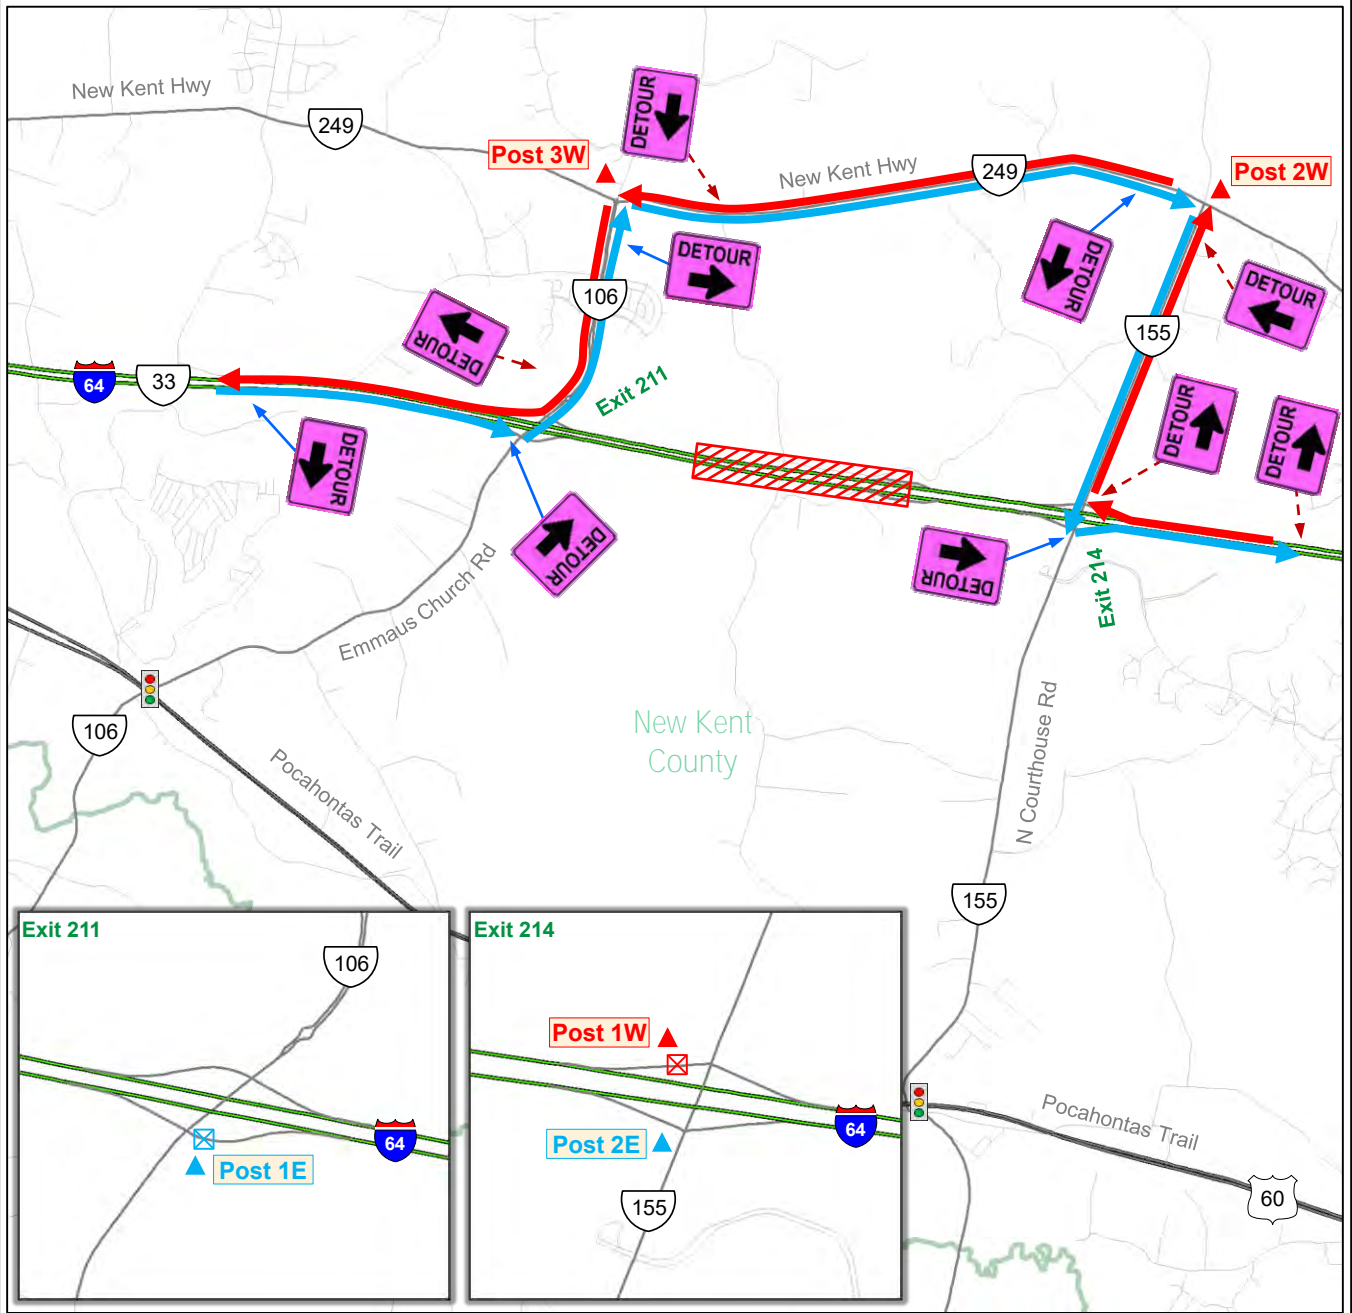 New Kent Hwy
249
DETOUR
Post 3W
New Kent Hwy
249
Post 2W
DETOUR
DETOUR
DETOUR
106
155
DETOUR
64
33
Exit 211
DETOUR
DETOUR
DETOUR
DETOUR
DETOUR
Exit 214
Emmaus Church Rd
106
New Kent
County
N Courthouse Rd
Pocahontas Trail
155
Exit 211
106
64
Post 1E
Exit 214
Post 1W
64
Post 2E
155
Pocahontas Trail
60